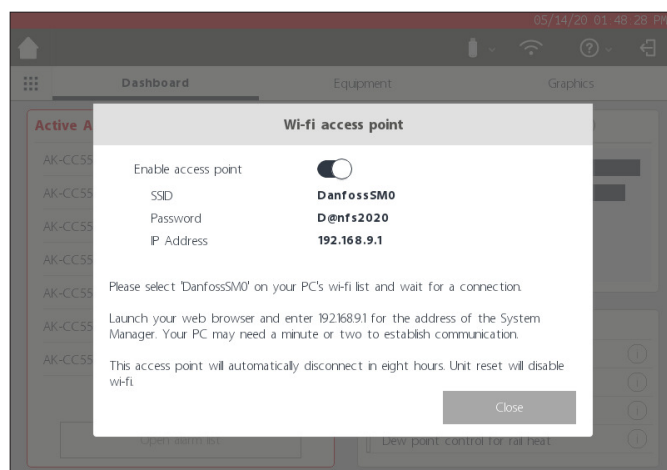 05/14/20 01:48:28 PM
Dashboard
Equipment
Graphics
Active A
Wi-fi access point
AK-CC55
AK-CC55
AK-CC55
AK-CC55
AK-CC55
AK-CC55
AK-CC55
Enable access point
SSID
DanfossSM0
Password
D@nfs2020
IP Address
192.168.9.1
Please select 'DanfossSM0' on your PC's wi-fi list and wait for a connection.
Launch your web browser and enter 192.168.9.1 for the address of the System
Manager. Your PC may need a minute or two to establish communication.
This access point will automatically disconnect in eight hours. Unit reset will disable
wi-fi.
Close
Open alarm list
Dew point control for rail heat